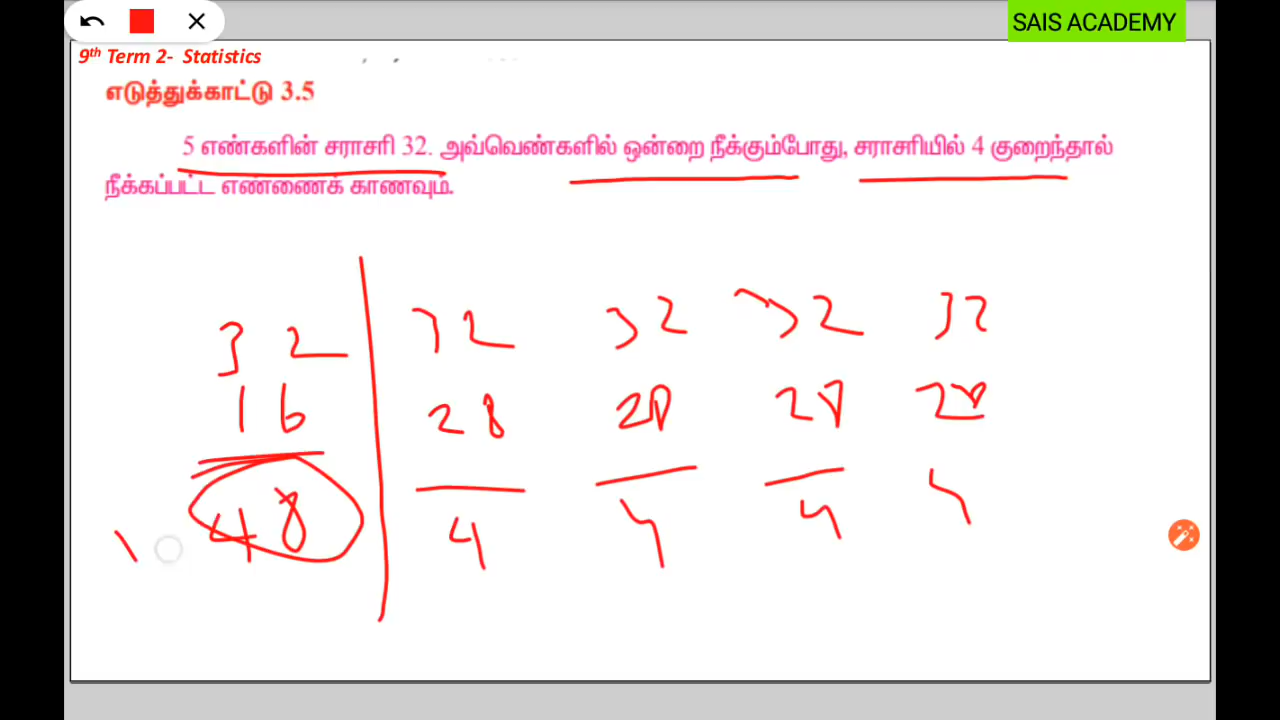 SAIS ACADEMY
9th Term 2- Statistics
எடுத்துக்காட்டு 3.5
5 எண்களின் சராசரி 32. அவ்வெண்களில் ஒன்றை நீக்கும்போது, சராசரியில் 4 குறைந்தால்
நீக்கப்பட்ட எண்ணைக் காணவும்.
32 32 32 32 32
16 28 28 28 28
48 4 4 4 4